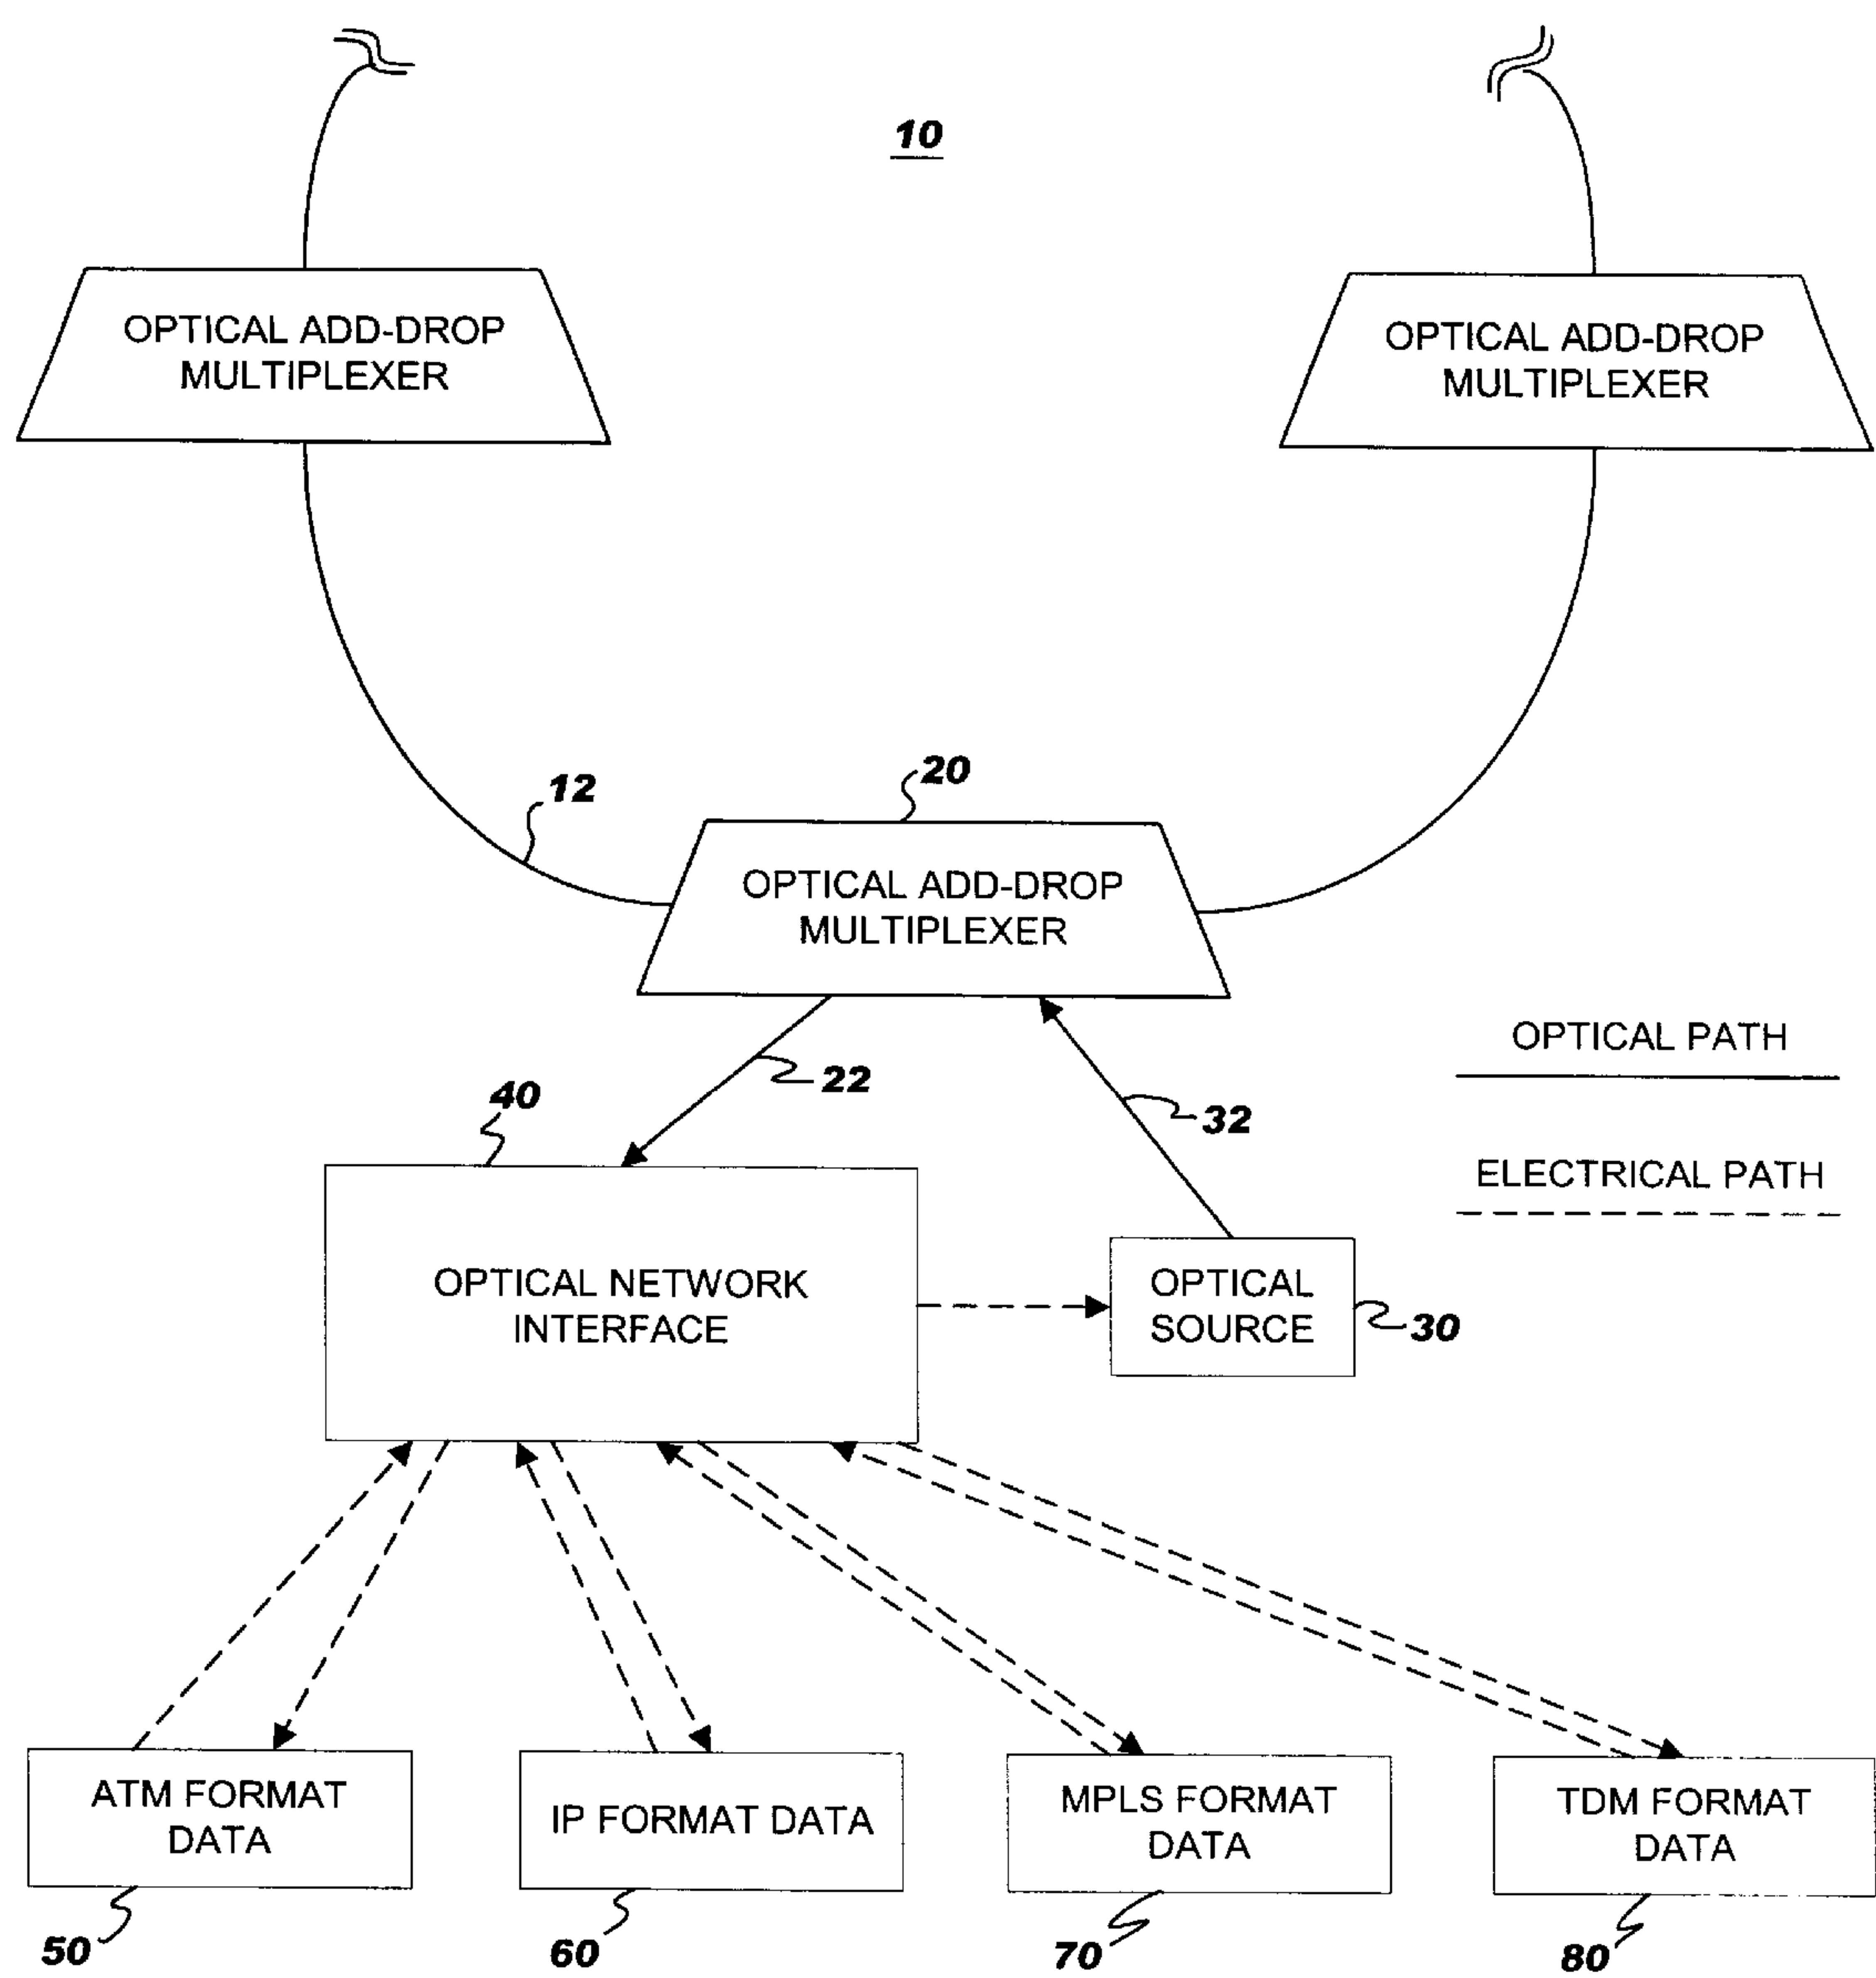 10
OPTICAL ADD-DROP
MULTIPLEXER
OPTICAL ADD-DROP
MULTIPLEXER
12
20
OPTICAL ADD-DROP
MULTIPLEXER
22
32
OPTICAL PATH
ELECTRICAL PATH
40
OPTICAL NETWORK
INTERFACE
OPTICAL
SOURCE
30
ATM FORMAT
DATA
IP FORMAT DATA
MPLS FORMAT
DATA
TDM FORMAT
DATA
50
60
70
80